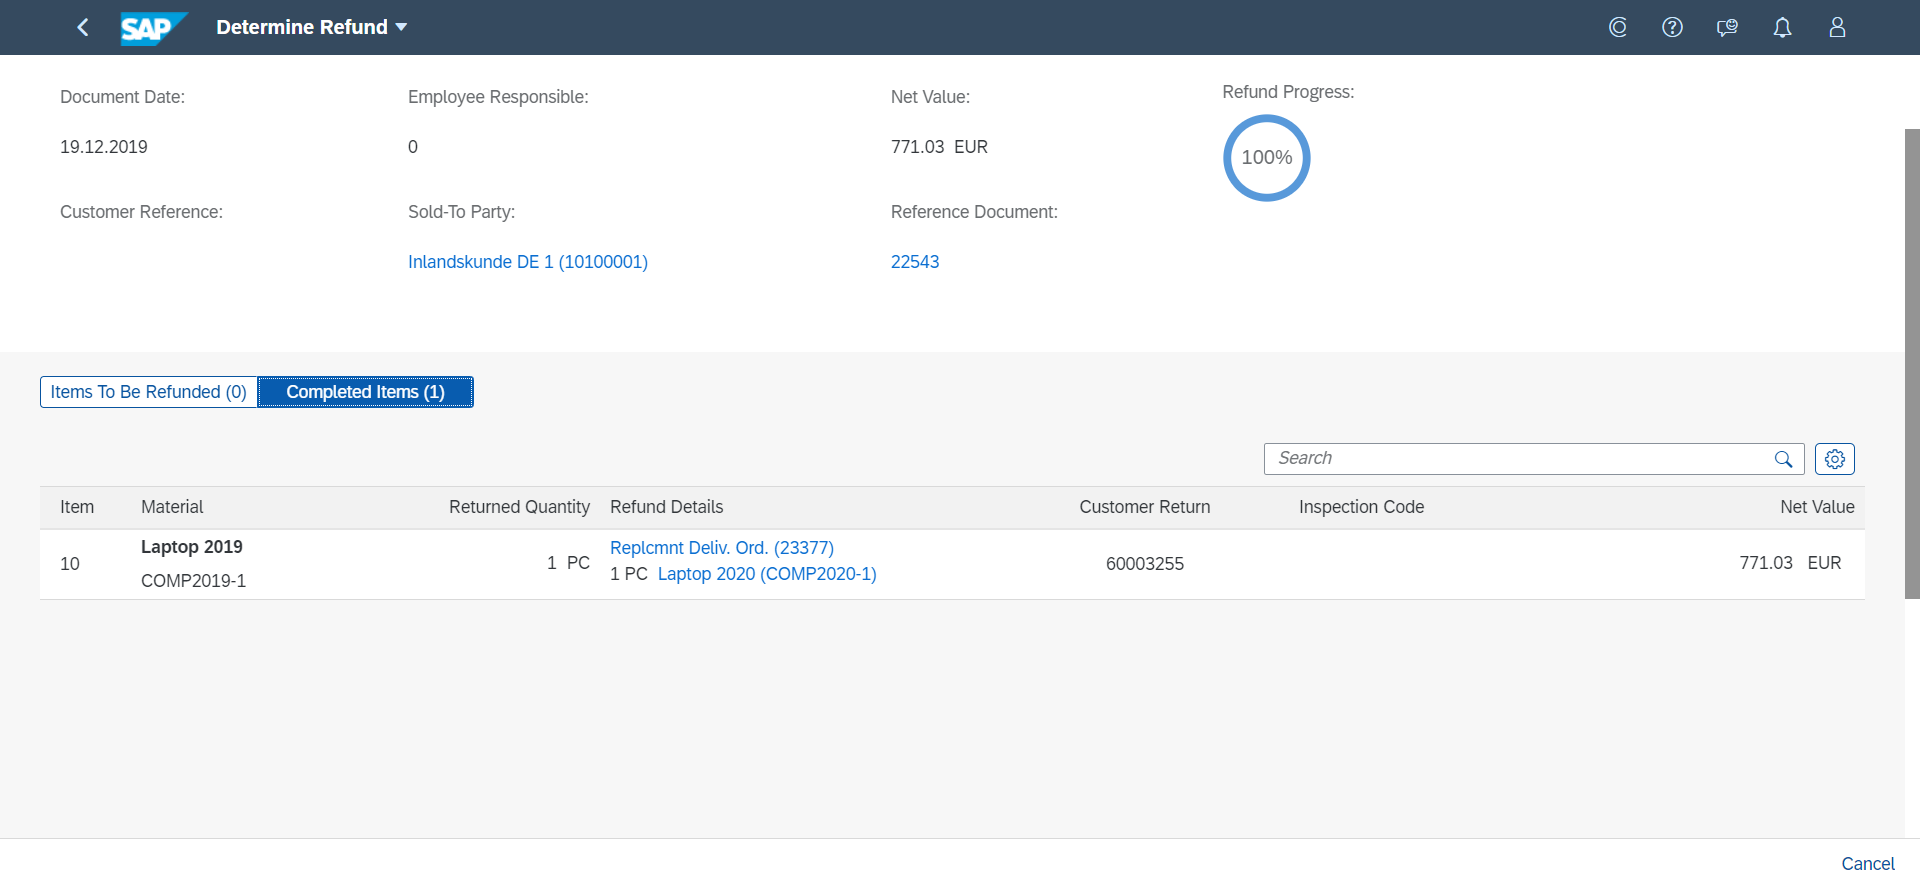 SAP Determine Refund
Document Date: Employee Responsible: Net Value: Refund Progress:
19.12.2019 0 771.03 EUR 100%
Customer Reference: Sold-To Party: Reference Document:
Inlandskunde DE 1 (10100001) 22543
Items To Be Refunded (0) Completed Items (1)
Search
Item Material Returned Quantity Refund Details Customer Return Inspection Code Net Value
10 Laptop 2019 1 PC Replcmnt Deliv. Ord. (23377) 60003255 771.03 EUR
COMP2019-1 1 PC Laptop 2020 (COMP2020-1)
Cancel